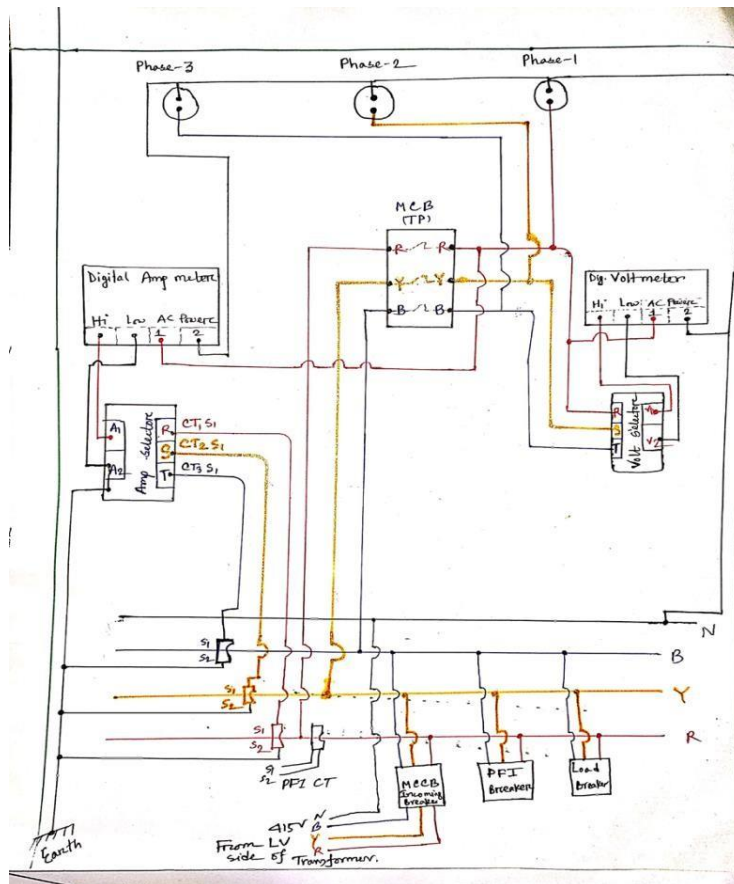 Phase-3
Phase-2
Phase-1
MCB
(TP)
R R
Y Y
B B
Digital Amp meter
Hi Low AC Power
1 2
Dig. Voltmeter
Hi Low AC Power
1 2
A1
A2
Amp Selector
R
S
T
CT1 S1
CT2 S1
CT3 S1
R
S
T
Volt Selector
V1
V2
N
S1
S2
B
S1
S2
Y
S1
S2
R
S1
S2 PFI CT
MCCB
Incoming
Breaker
PFI
Breaker
Load
Breaker
N
415V B
From LV Y
side of R
Transformer.
Earth